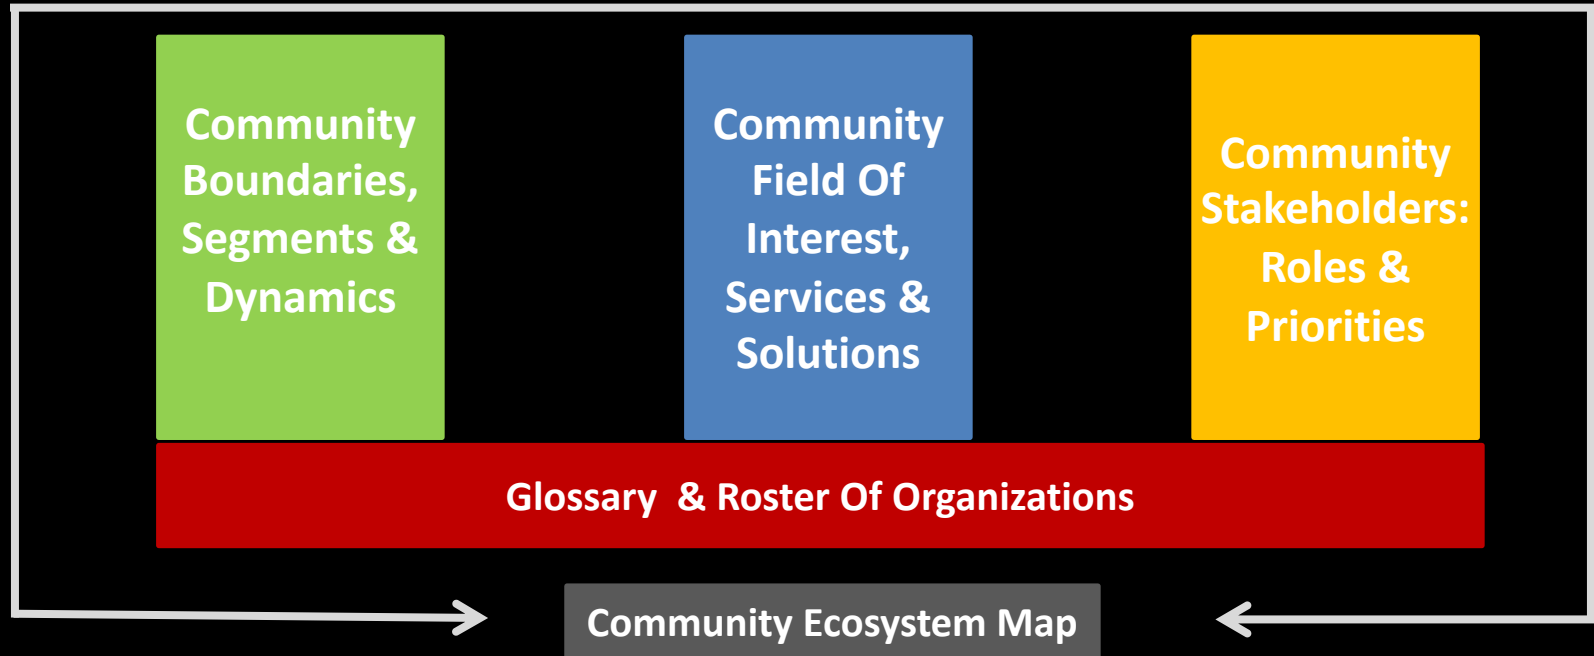 Community
Boundaries,
Segments &
Dynamics
Community
Field Of
Interest,
Services &
Solutions
Community
Stakeholders:
Roles &
Priorities
Glossary  & Roster Of Organizations
Community Ecosystem Map